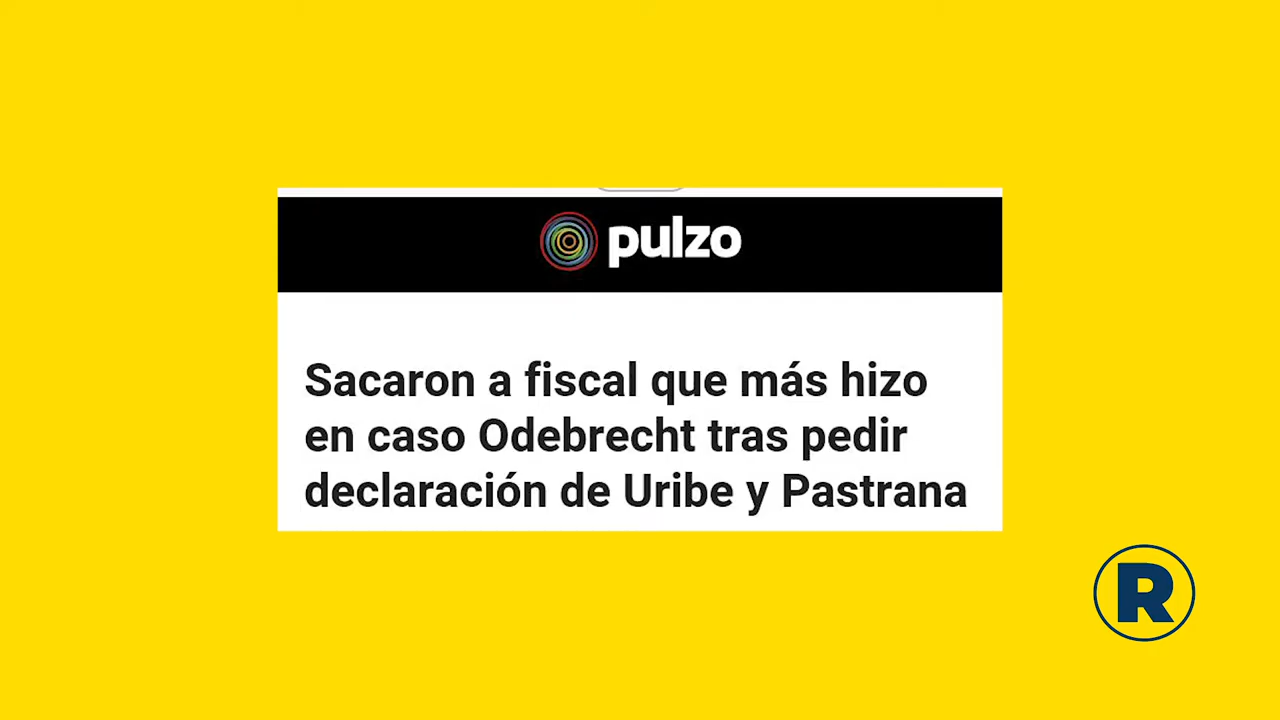 pulzo
Sacaron a fiscal que más hizo
en caso Odebrecht tras pedir
declaración de Uribe y Pastrana
R